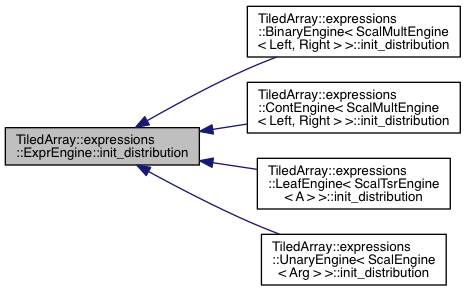 TiledArray::expressions
::BinaryEngine< ScalMultEngine
< Left, Right > >::init_distribution
TiledArray::expressions
::ContEngine< ScalMultEngine
< Left, Right > >::init_distribution
TiledArray::expressions
::ExprEngine::init_distribution
TiledArray::expressions
::LeafEngine< ScalTsrEngine
< A > >::init_distribution
TiledArray::expressions
::UnaryEngine< ScalEngine
< Arg > >::init_distribution